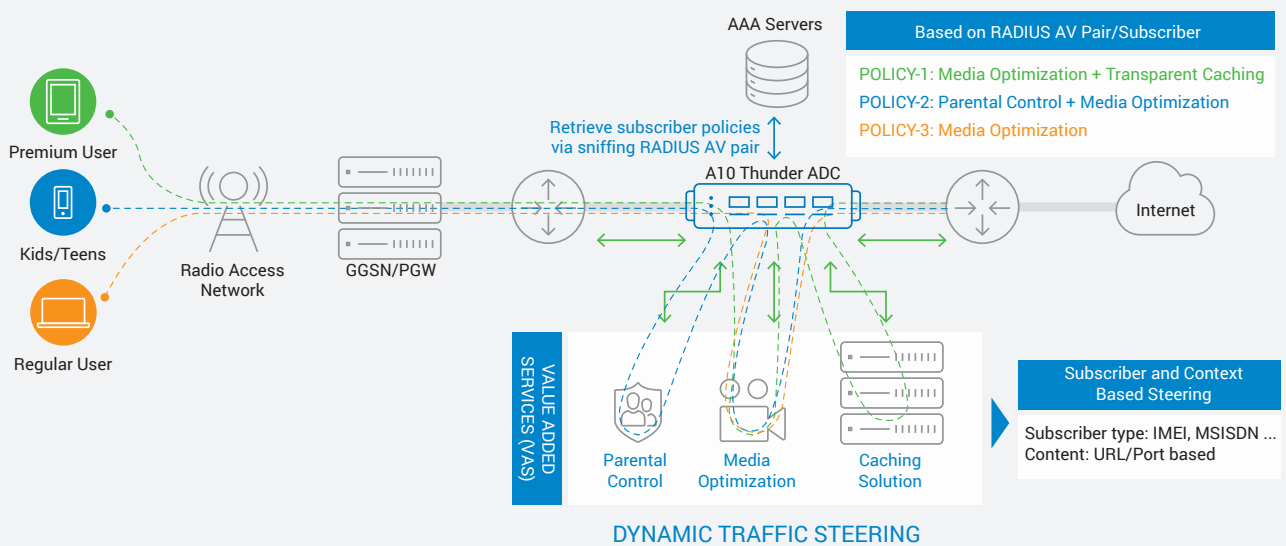 AAA Servers
Based on RADIUS AV Pair/Subscriber
POLICY-1: Media Optimization + Transparent Caching
POLICY-2: Parental Control + Media Optimization
POLICY-3: Media Optimization
Retrieve subscriber policies
via sniffing RADIUS AV pair
A10 Thunder ADC
Premium User
Kids/Teens
Regular User
Radio Access
Network
GGSN/PGW
Internet
VALUE ADDED
SERVICES (VAS)
Parental
Control
Media
Optimization
Caching
Solution
Subscriber and Context
Based Steering
Subscriber type: IMEI, MSISDN ...
Content: URL/Port based
DYNAMIC TRAFFIC STEERING